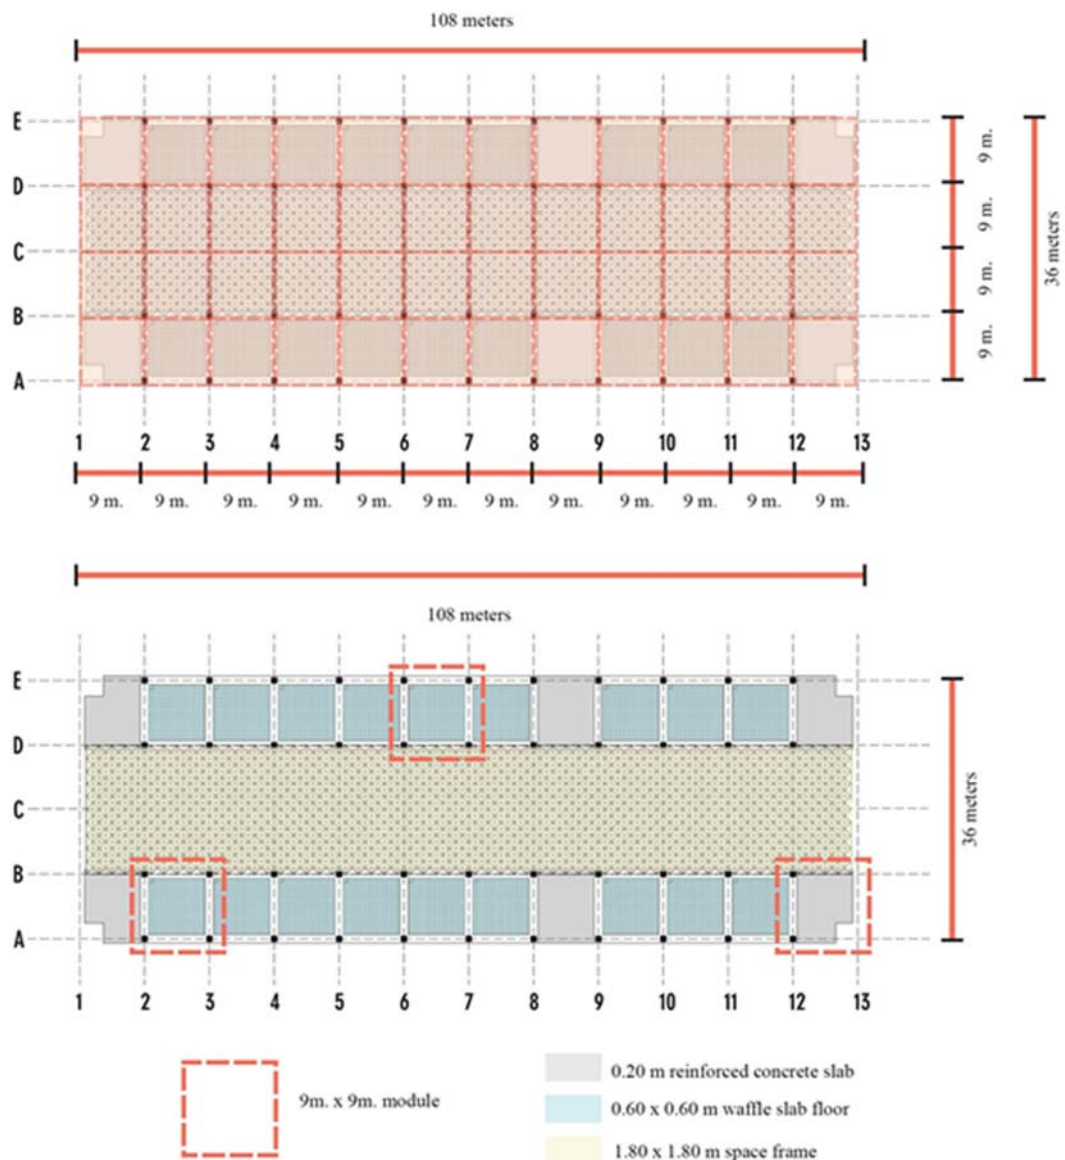 108 meters
E
D
C
B
A
9 m.
9 m.
9 m.
9 m.
36 meters
1 2 3 4 5 6 7 8 9 10 11 12 13
9 m. 9 m. 9 m. 9 m. 9 m. 9 m. 9 m. 9 m. 9 m. 9 m. 9 m. 9 m.
108 meters
E
D
C
B
A
36 meters
1 2 3 4 5 6 7 8 9 10 11 12 13
9m. x 9m. module
0.20 m reinforced concrete slab
0.60 x 0.60 m waffle slab floor
1.80 x 1.80 m space frame